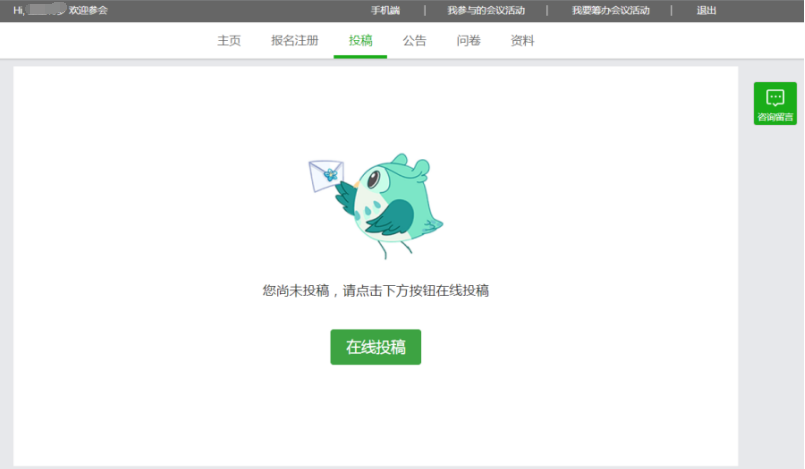 Hi, 欢迎参会
手机端 | 我参与的会议活动 | 我要筹办会议活动 | 退出
主页 报名注册 投稿 公告 问卷 资料
咨询留言
您尚未投稿，请点击下方按钮在线投稿
在线投稿